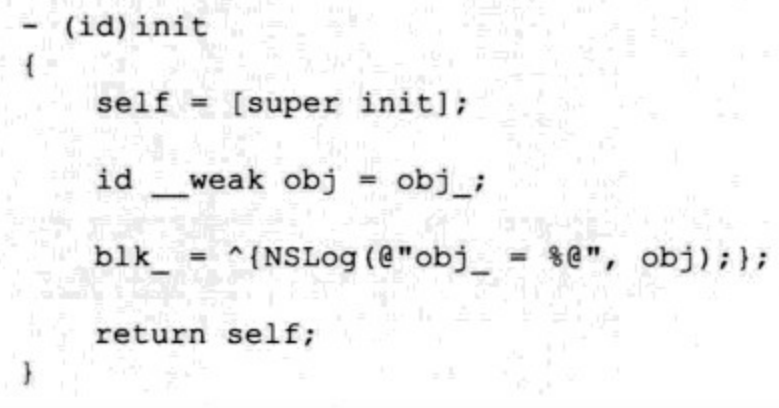 - (id)init
{
    self = [super init];
    id __weak obj = obj_;
    blk_ = ^{NSLog(@"obj_ = %@", obj);};
    return self;
}